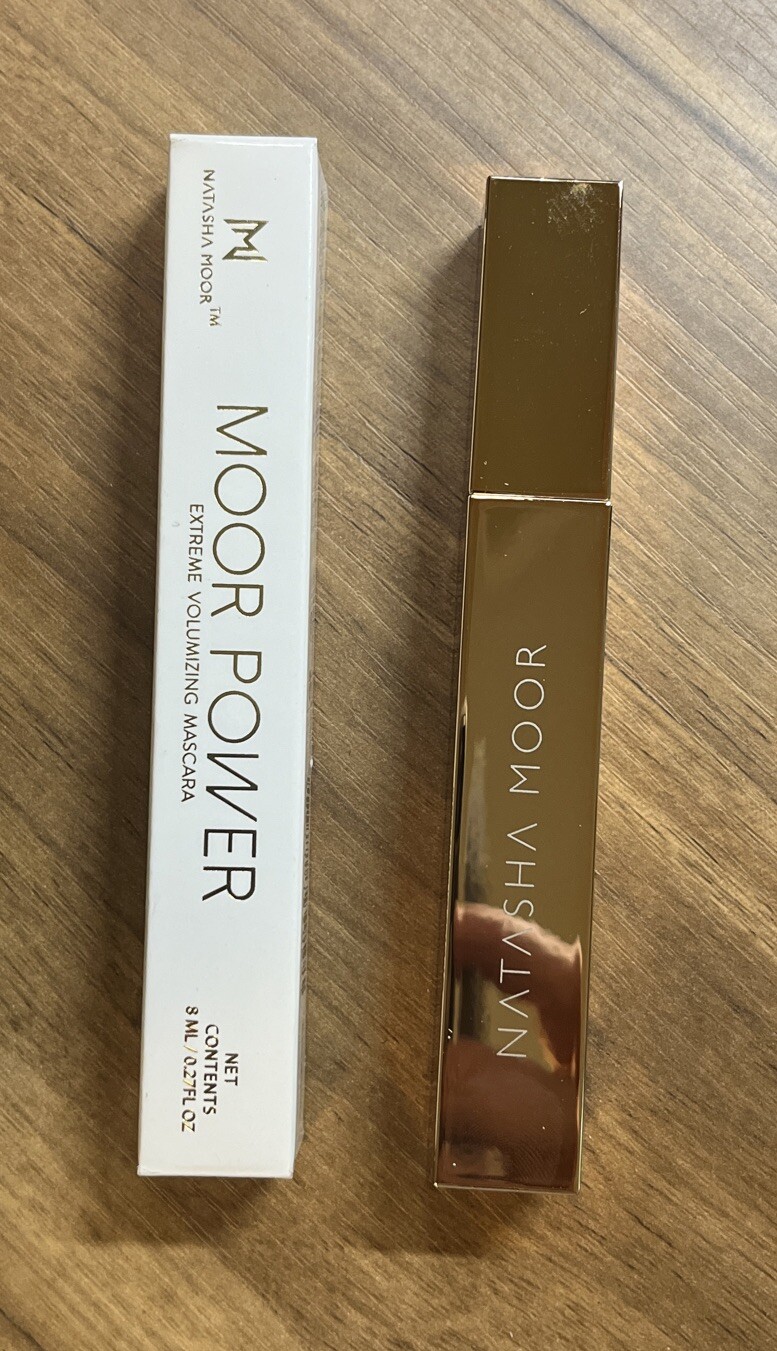 NATASHA MOOR™
MOOR POWER
EXTREME VOLUMIZING MASCARA
NET
CONTENTS
8 ML / 0.27FL OZ
NATASHA MOOR